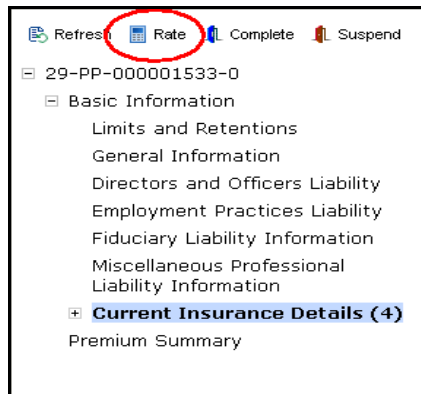 Refresh Rate Complete Suspend
29-PP-000001533-0
Basic Information
Limits and Retentions
General Information
Directors and Officers Liability
Employment Practices Liability
Fiduciary Liability Information
Miscellaneous Professional
Liability Information
Current Insurance Details (4)
Premium Summary